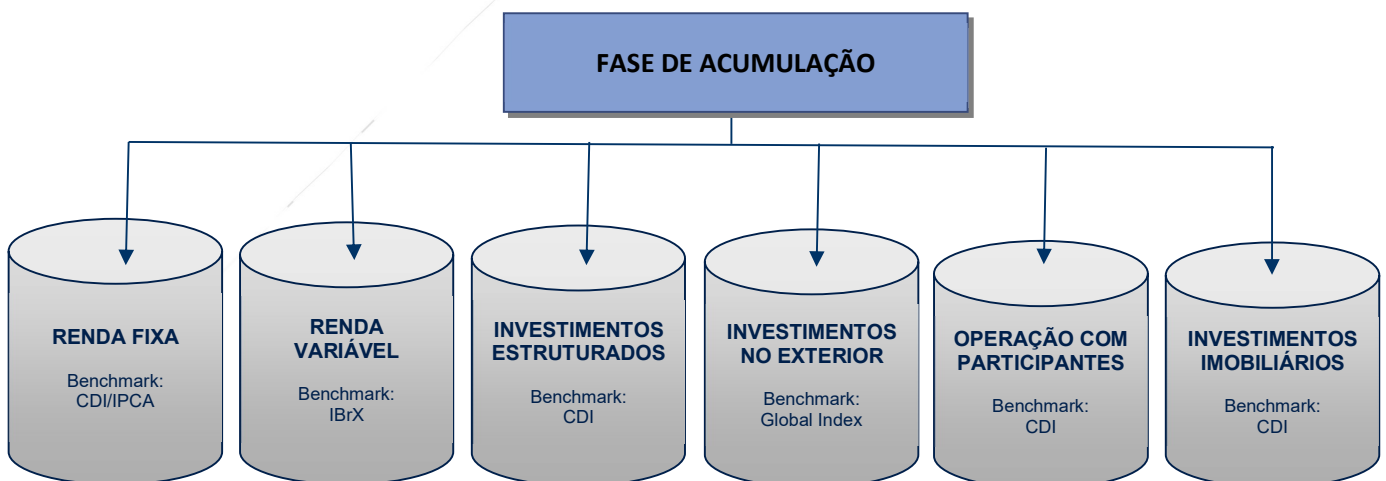 FASE DE ACUMULAÇÃO
RENDA FIXA
Benchmark:
CDI/IPCA
RENDA
VARIÁVEL
Benchmark:
IBrX
INVESTIMENTOS
ESTRUTURADOS
Benchmark:
CDI
INVESTIMENTOS
NO EXTERIOR
Benchmark:
Global Index
OPERAÇÃO COM
PARTICIPANTES
Benchmark:
CDI
INVESTIMENTOS
IMOBILIÁRIOS
Benchmark:
CDI